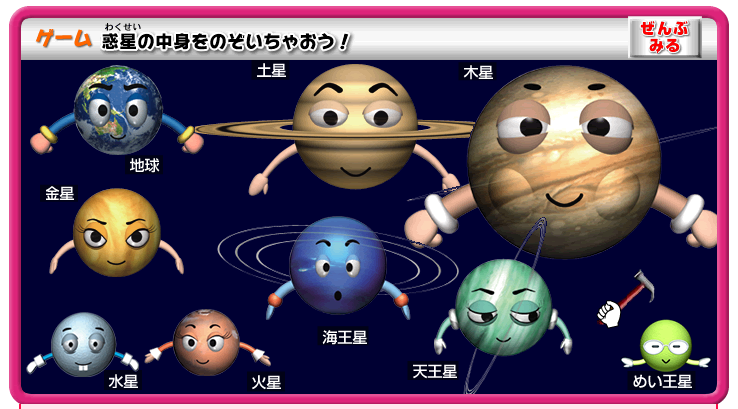 ゲーム 惑星の中身をのぞいちゃおう！
わくせい
ぜんぶ
みる
土星
木星
地球
金星
海王星
天王星
水星
火星
めい王星